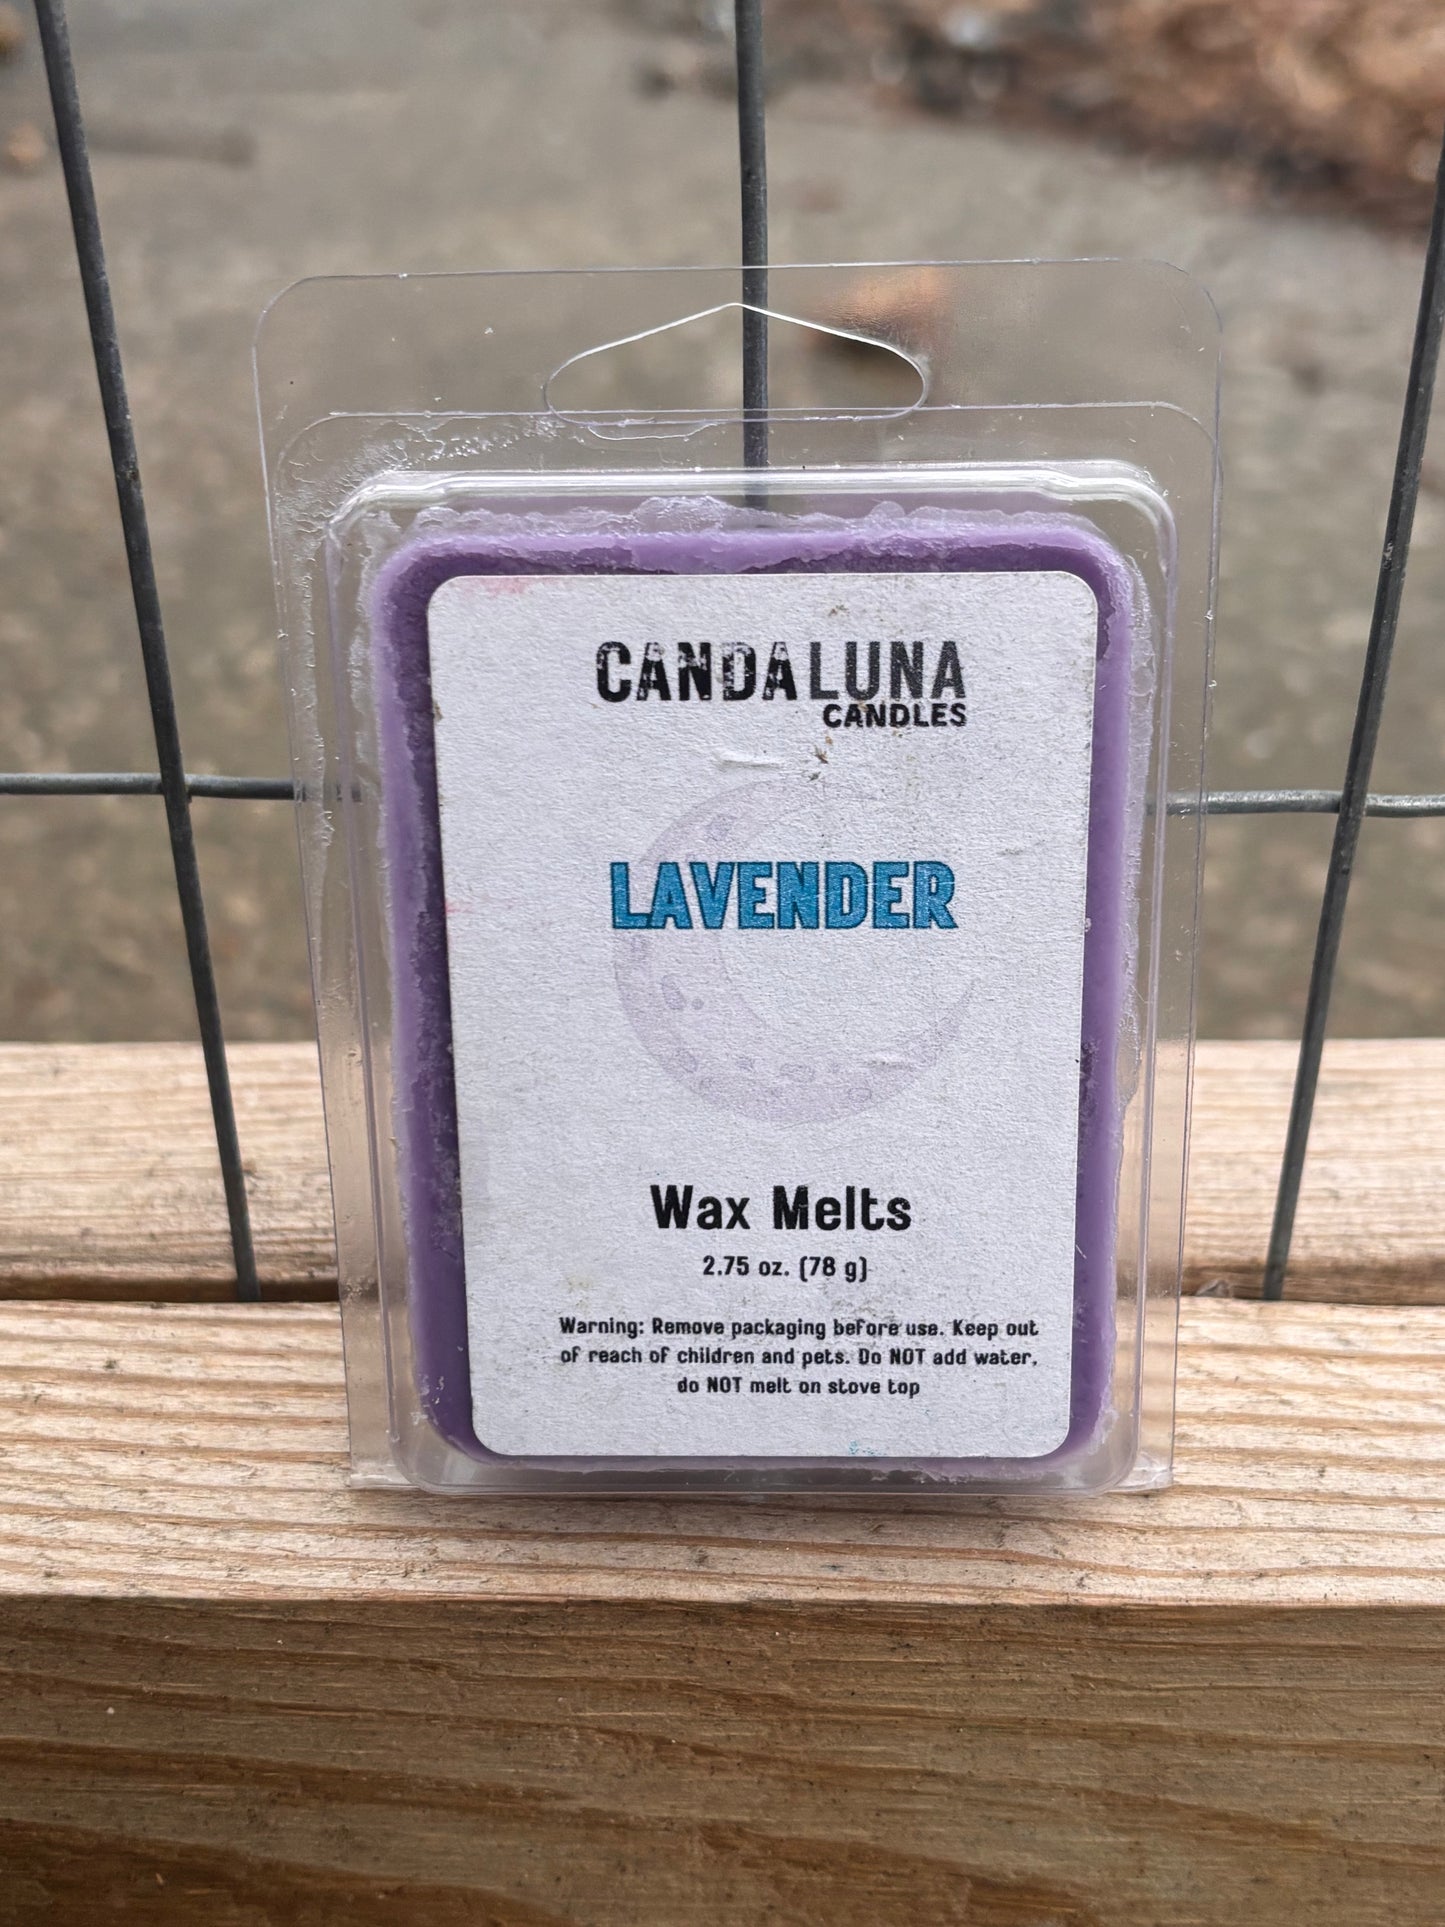 CANDALUNA
CANDLES
LAVENDER
Wax Melts
2.75 oz. (78 g)
Warning: Remove packaging before use. Keep out
of reach of children and pets. Do NOT add water,
do NOT melt on stove top